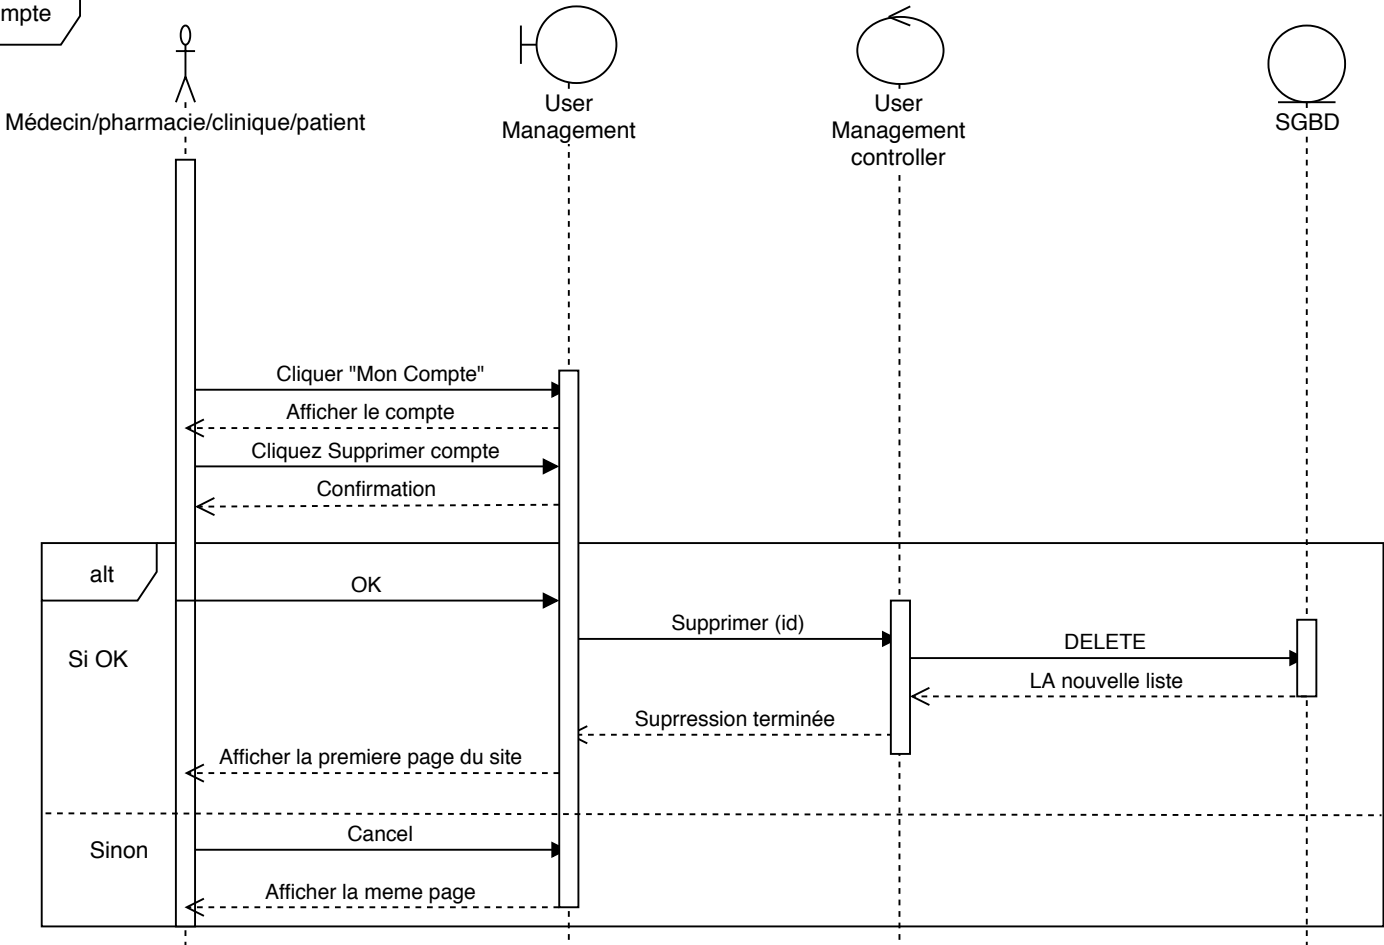 mpte
Médecin/pharmacie/clinique/patient
User
Management
User
Management
controller
SGBD
Cliquer "Mon Compte"
Afficher le compte
Cliquez Supprimer compte
Confirmation
alt
OK
Supprimer (id)
DELETE
Si OK
LA nouvelle liste
Suprression terminée
Afficher la premiere page du site
Cancel
Sinon
Afficher la meme page